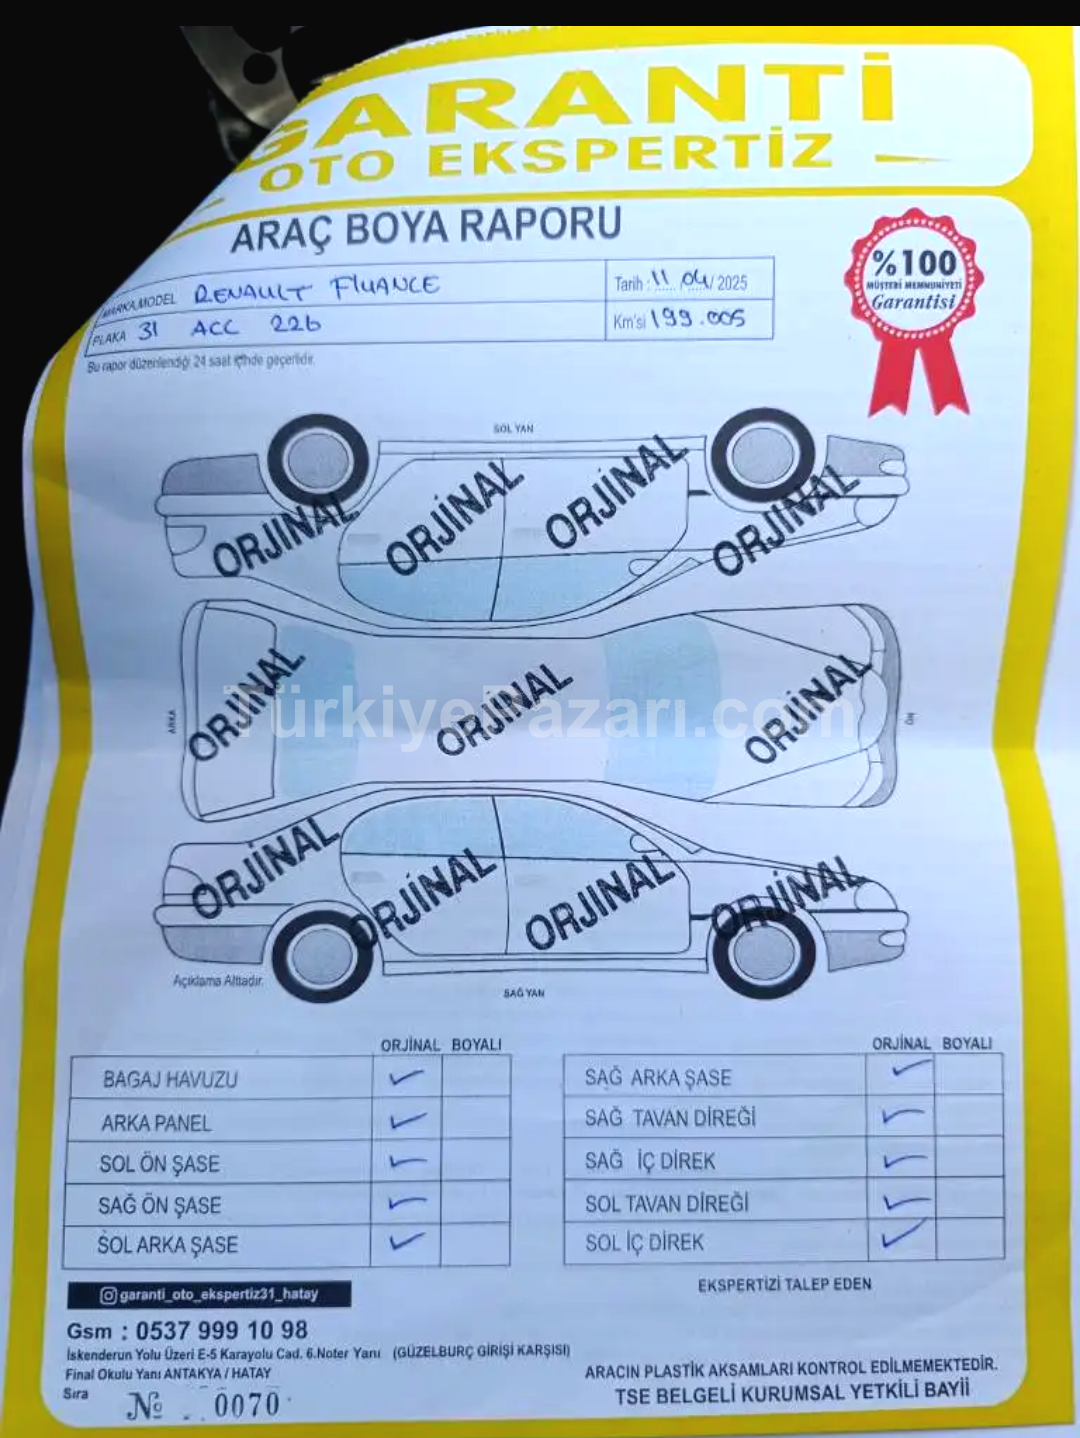 GARANTİ
OTO EKSPERTİZ
ARAÇ BOYA RAPORU
%100
MÜŞTERİ MEMNUNİYETİ
Garantisi
MARKA/MODEL RENAULT FLUANCE
Tarih : 11 04/ 2025
PLAKA 31 ACC 226
Km'si 199.005
Bu rapor düzenlendiği 24 saat içinde geçerlidir.
SOL YAN
ORJİNAL ORJİNAL ORJİNAL ORJİNAL
ARKA
ORJİNAL ORJİNAL ORJİNAL
ÖN
TürkiyePazarı.com
ORJİNAL ORJİNAL ORJİNAL ORJİNAL
Açıklama Alttadır.
SAĞ YAN
ORJİNAL BOYALI
BAGAJ HAVUZU ✓
ARKA PANEL ✓
SOL ÖN ŞASE ✓
SAĞ ÖN ŞASE ✓
SOL ARKA ŞASE ✓
ORJİNAL BOYALI
SAĞ ARKA ŞASE ✓
SAĞ TAVAN DİREĞİ ✓
SAĞ İÇ DİREK ✓
SOL TAVAN DİREĞİ ✓
SOL İÇ DİREK ✓
garanti_oto_ekspertiz31_hatay
EKSPERTİZİ TALEP EDEN
Gsm : 0537 999 10 98
İskenderun Yolu Üzeri E-5 Karayolu Cad. 6.Noter Yanı (GÜZELBURÇ GİRİŞİ KARŞISI)
Final Okulu Yanı ANTAKYA / HATAY
Sıra
№ 0070
ARACIN PLASTİK AKSAMLARI KONTROL EDİLMEMEKTEDİR.
TSE BELGELİ KURUMSAL YETKİLİ BAYİİ